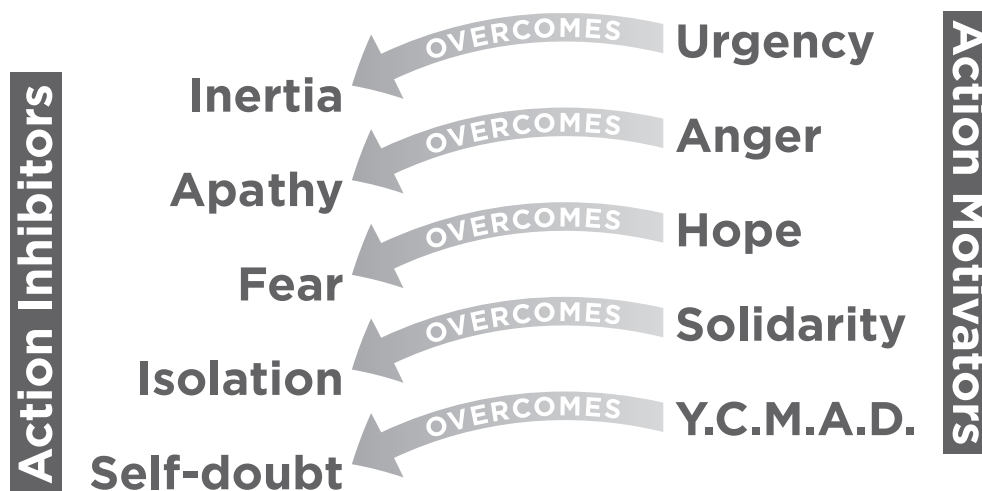 Action Inhibitors
Action Motivators
OVERCOMES
Urgency
Inertia
OVERCOMES
Anger
Apathy
OVERCOMES
Hope
Fear
OVERCOMES
Solidarity
Isolation
OVERCOMES
Y.C.M.A.D.
Self-doubt